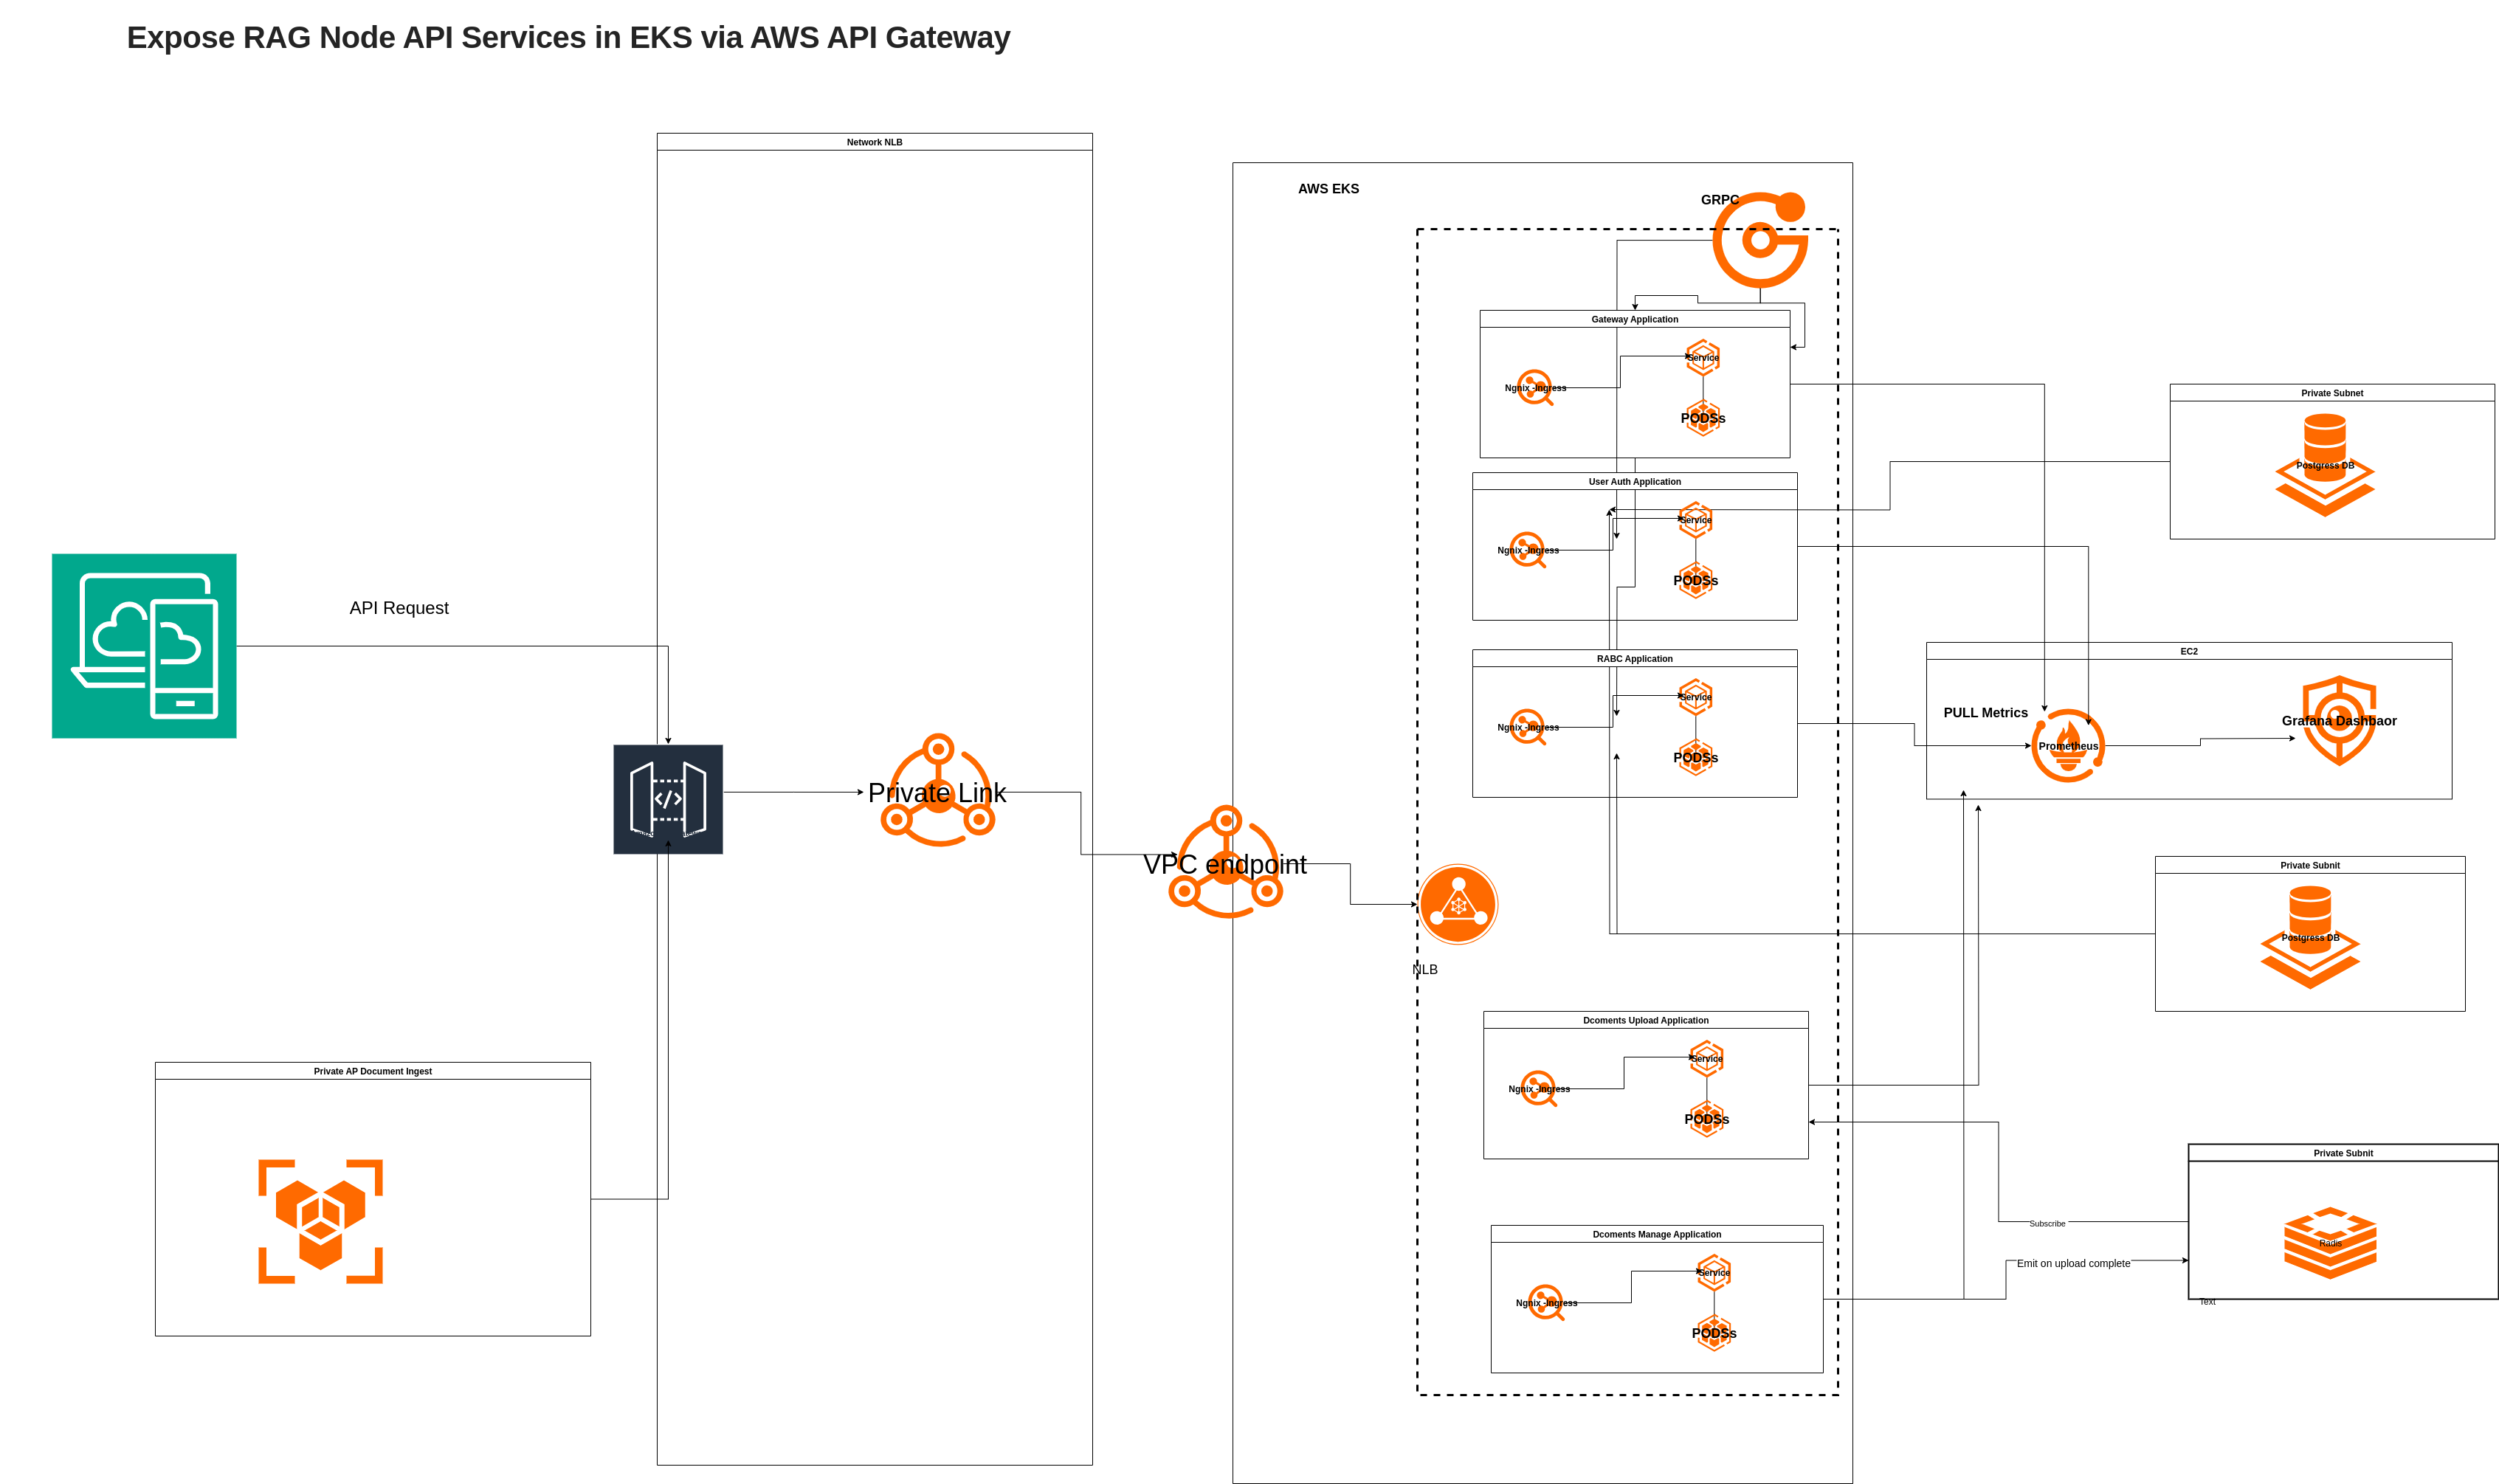 Expose RAG Node API Services in EKS via AWS API Gateway
Network NLB
AWS EKS
GRPC
Gateway Application
Service
Ngnix -Ingress
PODSs
Private Subnet
Postgress DB
User Auth Application
Service
Ngnix -Ingress
PODSs
API Request
RABC Application
Service
Ngnix -Ingress
PODSs
EC2
PULL Metrics
Prometheus
Grafana Dashbaor
Private Link
VPC endpoint
NLB
Private Subnit
Postgress DB
Dcoments Upload Application
Service
Ngnix -Ingress
PODSs
Private AP Document Ingest
Private Subnit
Radis
Subscribe
Emit on upload complete
Text
Dcoments Manage Application
Service
Ngnix -Ingress
PODSs